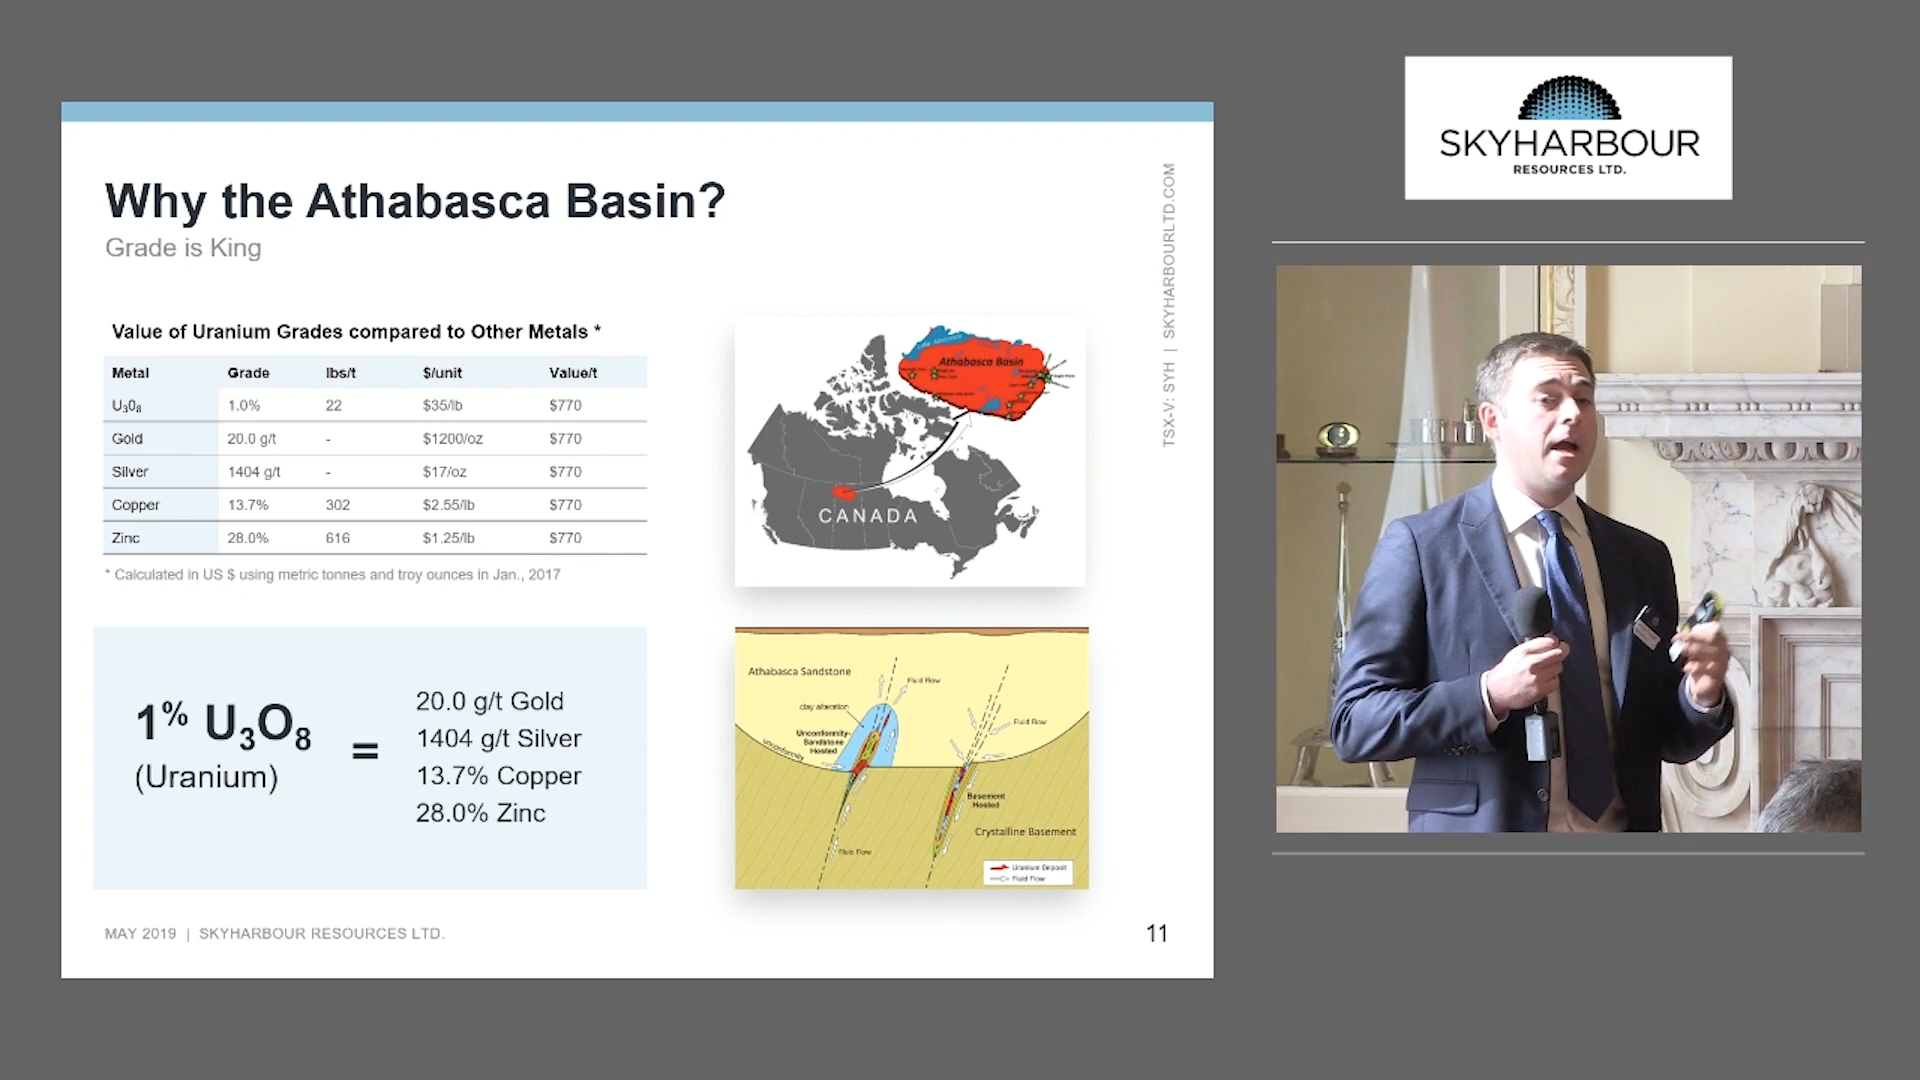 SKYHARBOUR
RESOURCES LTD.
Why the Athabasca Basin?
Grade is King
TSX-V: SYH | SKYHARBOURLTD.COM
Value of Uranium Grades compared to Other Metals *
Metal Grade lbs/t $/unit Value/t
U₃0₈ 1.0% 22 $35/lb $770
Gold 20.0 g/t - $1200/oz $770
Silver 1404 g/t - $17/oz $770
Copper 13.7% 302 $2.55/lb $770
Zinc 28.0% 616 $1.25/lb $770
* Calculated in US $ using metric tonnes and troy ounces in Jan., 2017
Athabasca Basin
CANADA
1% U₃O₈
(Uranium)
=
20.0 g/t Gold
1404 g/t Silver
13.7% Copper
28.0% Zinc
Athabasca Sandstone
Fluid Flow
clay alteration
Fluid Flow
Unconformity-
Sandstone
Hosted
unconformity
Basement
Hosted
Crystalline Basement
Fluid Flow
Uranium Deposit
Fluid Flow
MAY 2019 | SKYHARBOUR RESOURCES LTD.
11